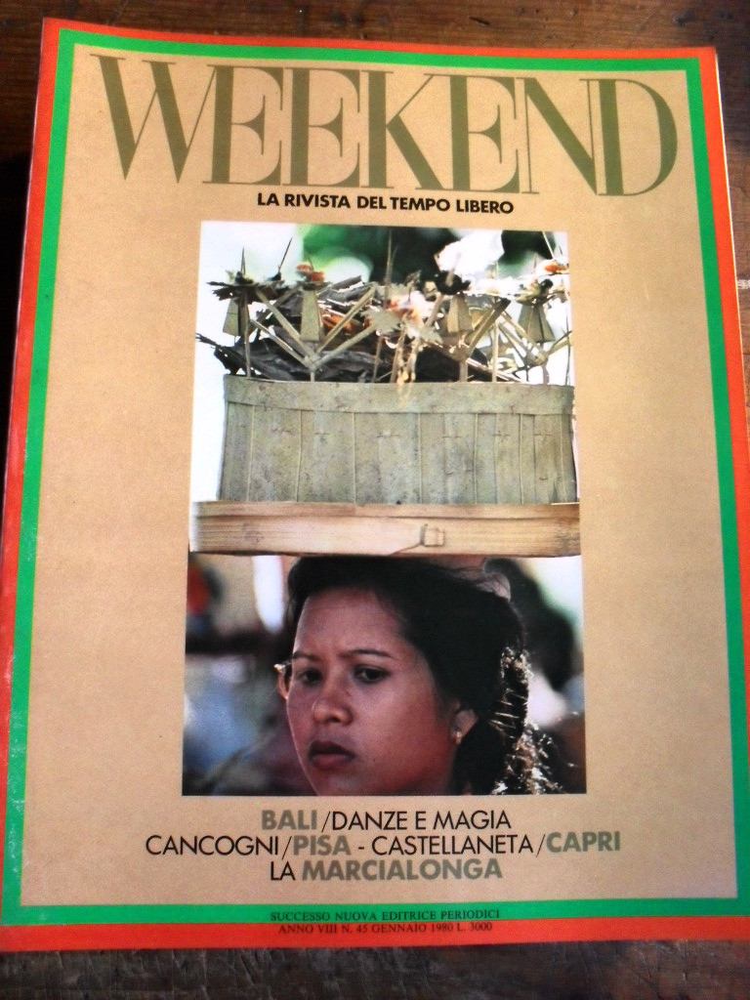 WEEKEND
LA RIVISTA DEL TEMPO LIBERO
BALI/DANZE E MAGIA
CANCOGNI/PISA - CASTELLANETA/CAPRI
LA MARCIALONGA
SUCCESSO NUOVA EDITRICE PERIODICI
ANNO VIII N. 45 GENNAIO 1980 L. 3000